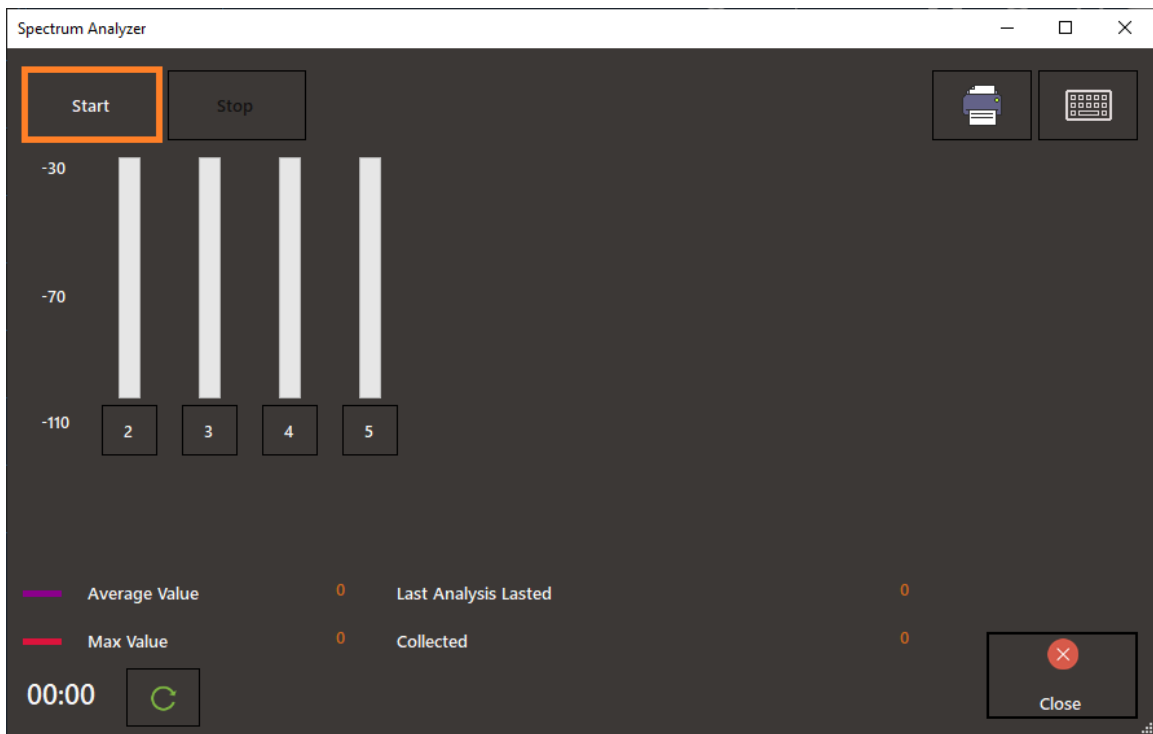 Spectrum Analyzer
Start Stop
-30
-70
-110
2 3 4 5
Average Value 0 Last Analysis Lasted 0
Max Value 0 Collected 0
00:00
Close